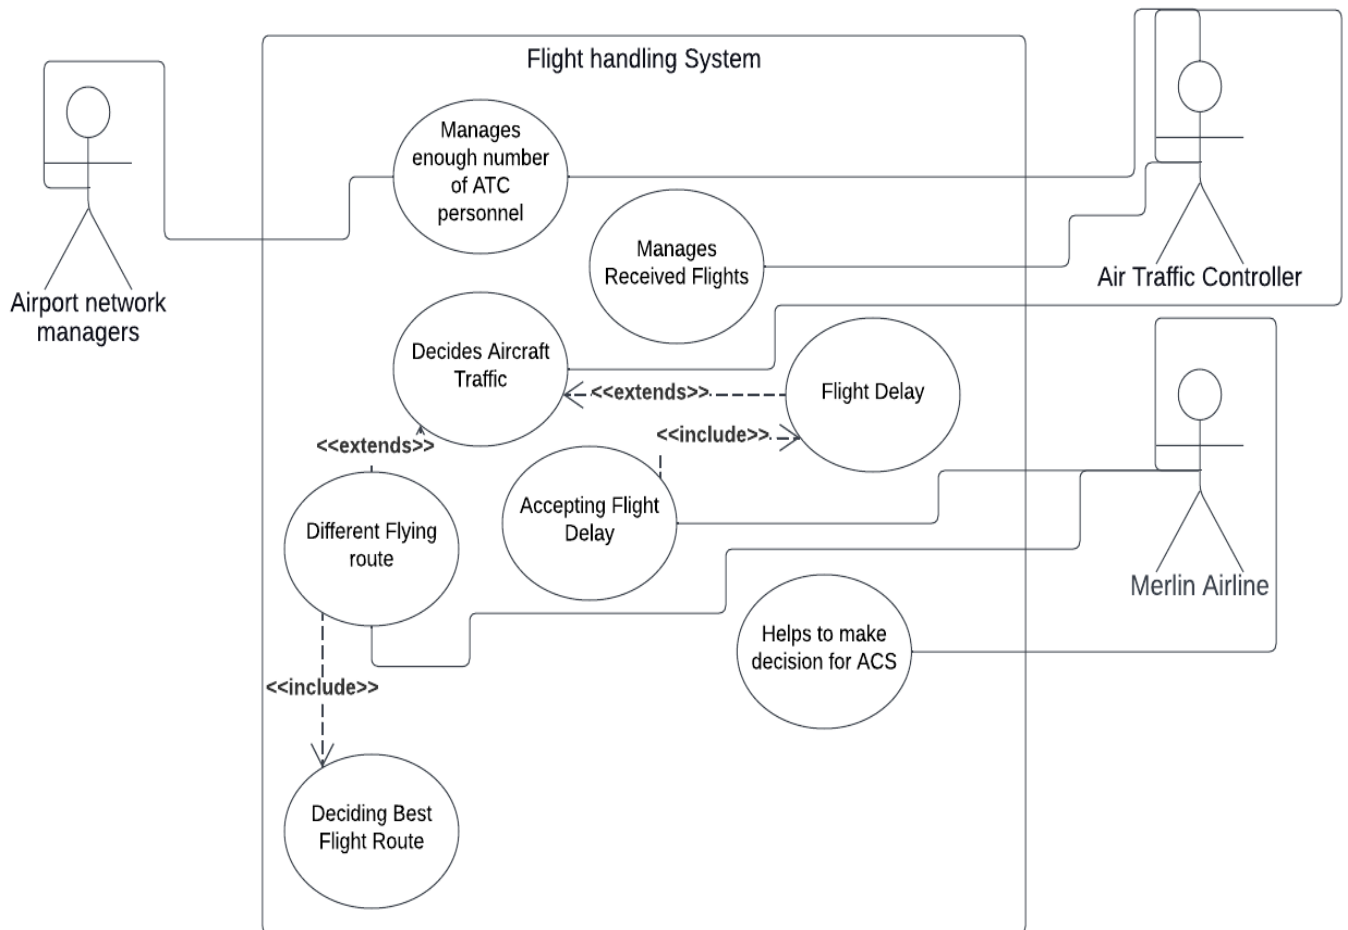 Flight handling System
Manages
enough number
of ATC
personnel
Manages
Received Flights
Air Traffic Controller
Airport network
managers
Decides Aircraft
Traffic
<<extends>>
Flight Delay
<<include>>
<<extends>>
Accepting Flight
Delay
Different Flying
route
Merlin Airline
Helps to make
decision for ACS
<<include>>
Deciding Best
Flight Route